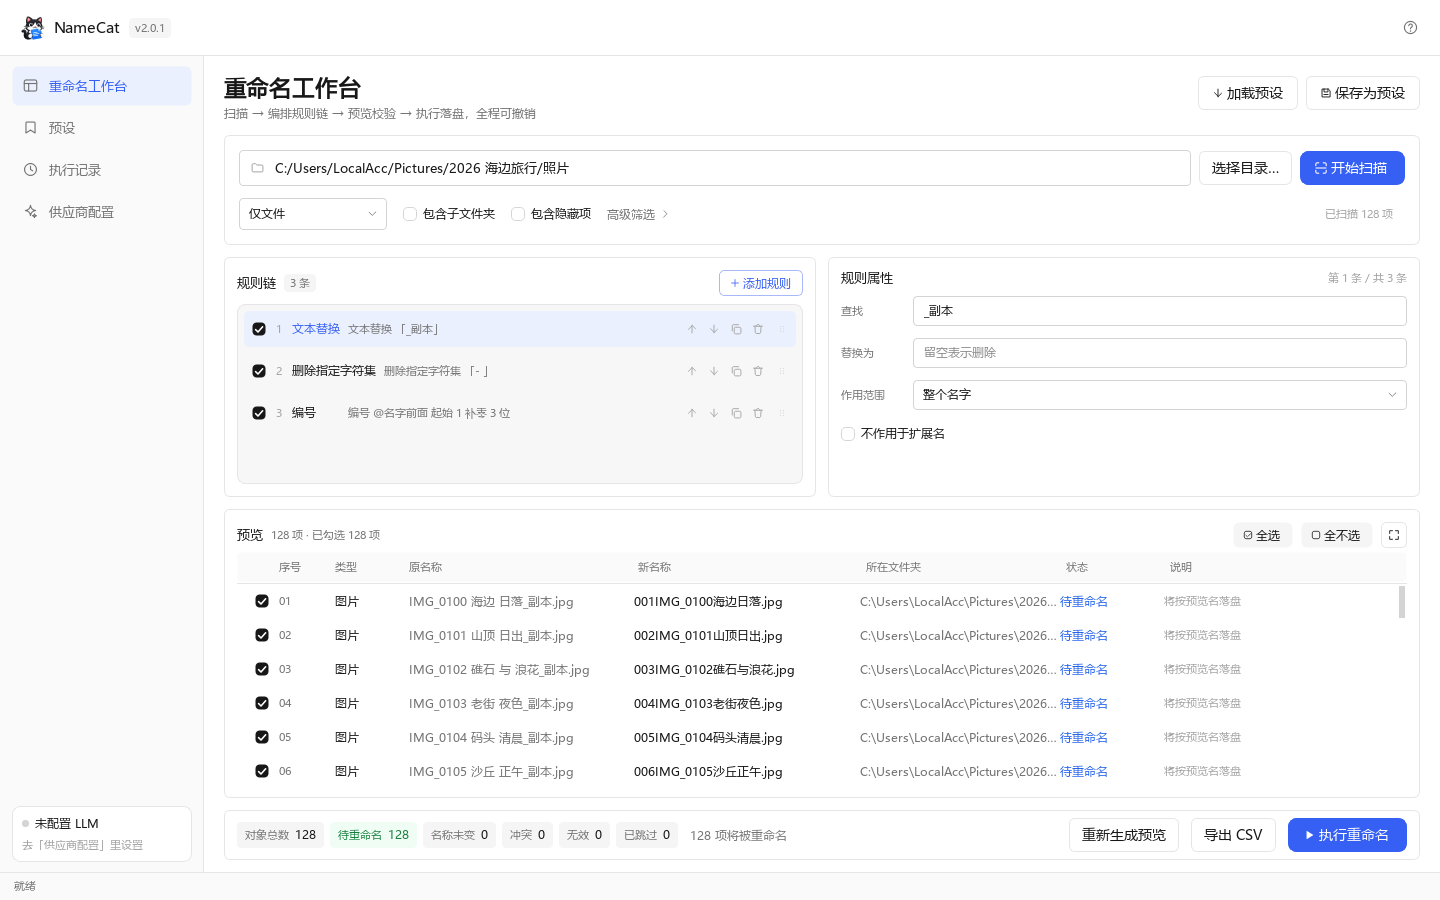 NameCat v2.0.1
重命名工作台
预设
执行记录
供应商配置
未配置 LLM
去「供应商配置」里设置
重命名工作台
扫描 → 编排规则链 → 预览校验 → 执行落盘，全程可撤销
加载预设 保存为预设
C:/Users/LocalAcc/Pictures/2026 海边旅行/照片 选择目录... 开始扫描
仅文件 包含子文件夹 包含隐藏项 高级筛选 已扫描 128 项
规则链 3 条 + 添加规则
1 文本替换 文本替换 「_副本」
2 删除指定字符集 删除指定字符集 「- 」
3 编号 编号 @名字前面 起始 1 补零 3 位
规则属性 第 1 条 / 共 3 条
查找 _副本
替换为 留空表示删除
作用范围 整个名字
不作用于扩展名
预览 128 项 · 已勾选 128 项 全选 全不选
序号 类型 原名称 新名称 所在文件夹 状态 说明
01 图片 IMG_0100 海边 日落_副本.jpg 001IMG_0100海边日落.jpg C:\Users\LocalAcc\Pictures\2026... 待重命名 将按预览名落盘
02 图片 IMG_0101 山顶 日出_副本.jpg 002IMG_0101山顶日出.jpg C:\Users\LocalAcc\Pictures\2026... 待重命名 将按预览名落盘
03 图片 IMG_0102 礁石 与 浪花_副本.jpg 003IMG_0102礁石与浪花.jpg C:\Users\LocalAcc\Pictures\2026... 待重命名 将按预览名落盘
04 图片 IMG_0103 老街 夜色_副本.jpg 004IMG_0103老街夜色.jpg C:\Users\LocalAcc\Pictures\2026... 待重命名 将按预览名落盘
05 图片 IMG_0104 码头 清晨_副本.jpg 005IMG_0104码头清晨.jpg C:\Users\LocalAcc\Pictures\2026... 待重命名 将按预览名落盘
06 图片 IMG_0105 沙丘 正午_副本.jpg 006IMG_0105沙丘正午.jpg C:\Users\LocalAcc\Pictures\2026... 待重命名 将按预览名落盘
对象总数 128 待重命名 128 名称未变 0 冲突 0 无效 0 已跳过 0 128 项将被重命名 重新生成预览 导出 CSV 执行重命名
就绪